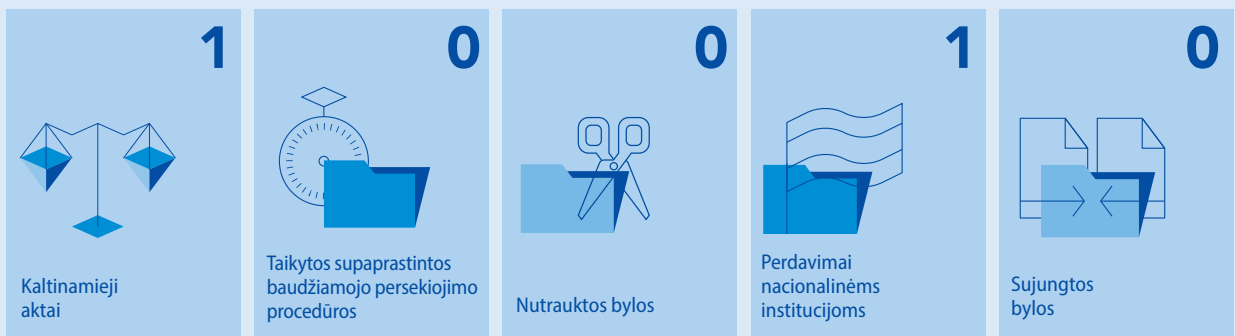 1
Kaltinamieji
aktai
0
Taikytos supaprastintos
baudžiamojo persekiojimo
procedūros
0
Nutrauktos bylos
1
Perdavimai
nacionalinėms
institucijoms
0
Sujungtos
bylos